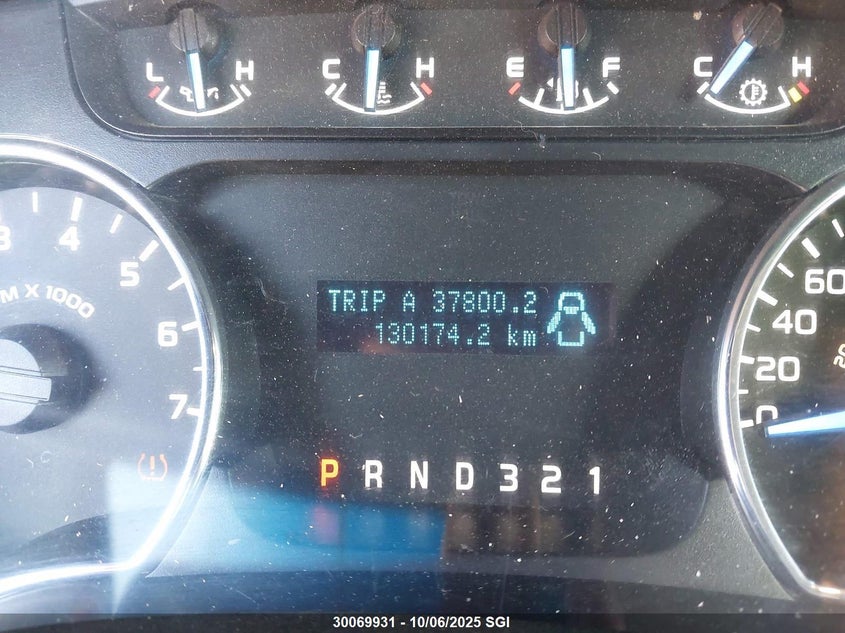 L H C H E F C H
3 4 5 6 7
M X 1000
TRIP A 37800.2
130174.2 km
P R N D 3 2 1
60
40
20
0
30069931 - 10/06/2025 SGI